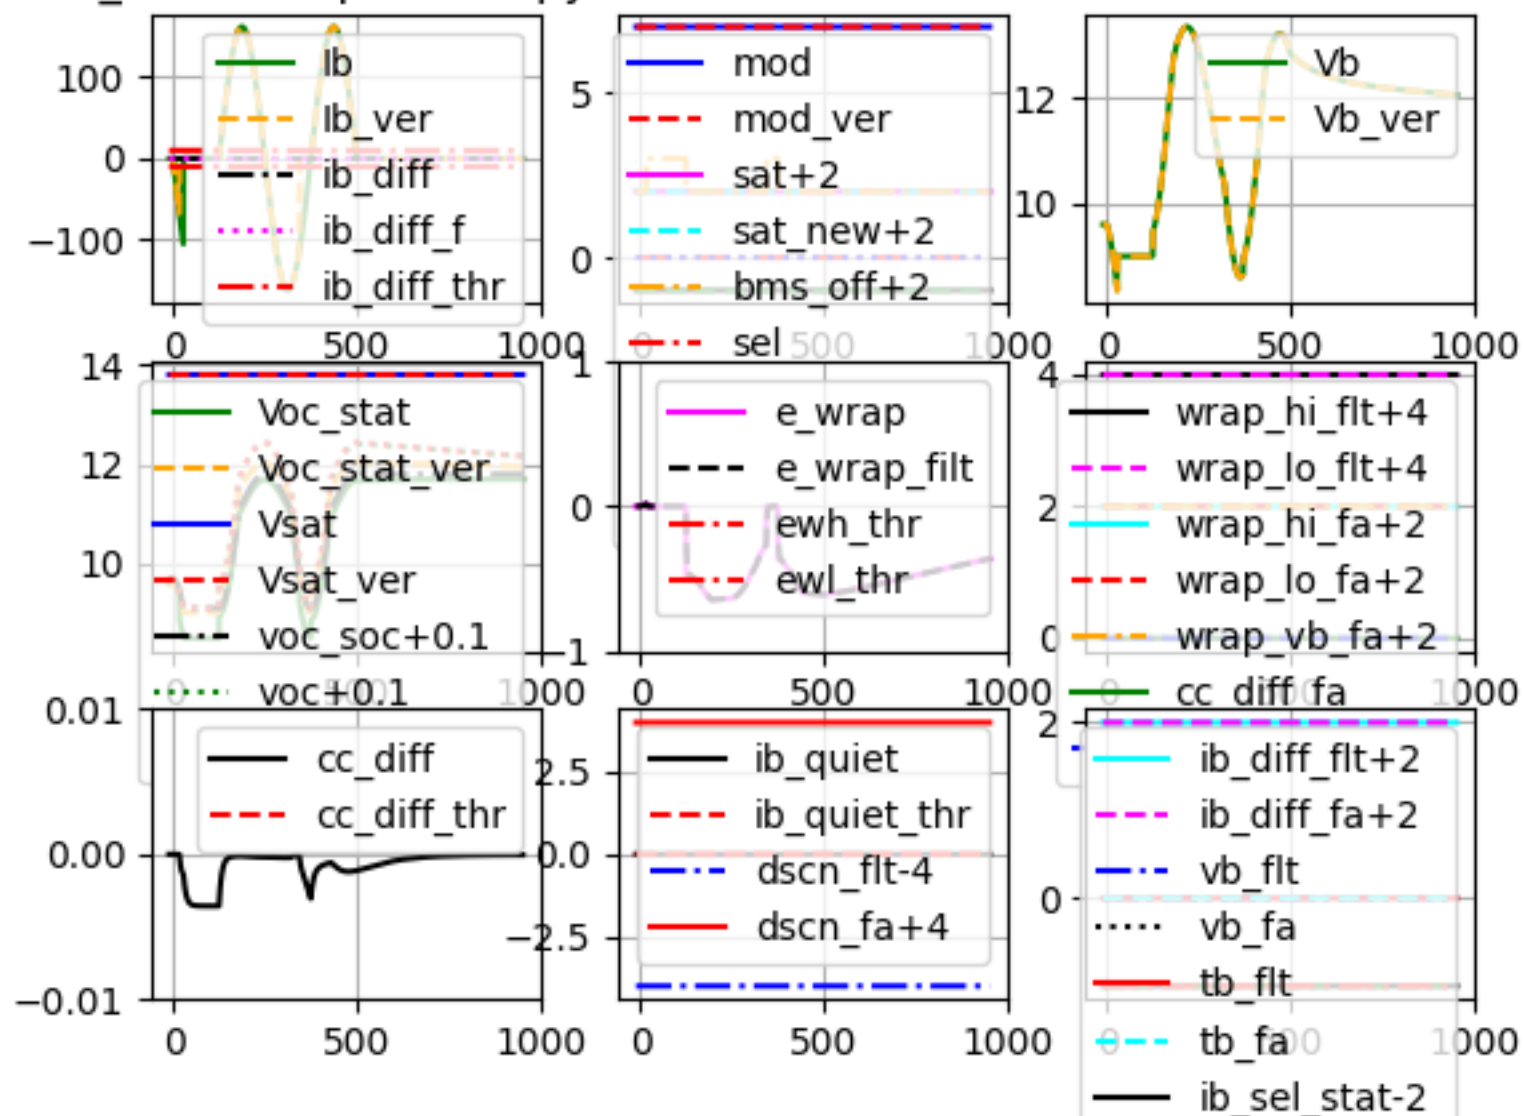 100
0
−100
0
500
1000
Ib
Ib_ver
ib_diff
ib_diff_f
ib_diff_thr
5
0
0
500
1000
mod
mod_ver
sat+2
sat_new+2
bms_off+2
sel
12
10
0
500
1000
Vb
Vb_ver
14
12
10
0
1000
Voc_stat
Voc_stat_ver
Vsat
Vsat_ver
voc_soc+0.1
voc+0.1
1
0
−1
0
500
1000
e_wrap
e_wrap_filt
ewh_thr
ewl_thr
4
2
0
0
1000
wrap_hi_flt+4
wrap_lo_flt+4
wrap_hi_fa+2
wrap_lo_fa+2
wrap_vb_fa+2
cc_diff_fa
0.01
0.00
−0.01
0
500
1000
cc_diff
cc_diff_thr
2.5
0.0
−2.5
0
500
1000
ib_quiet
ib_quiet_thr
dscn_flt-4
dscn_fa+4
2
0
0
500
1000
ib_diff_flt+2
ib_diff_fa+2
vb_flt
vb_fa
tb_flt
tb_fa
ib_sel_stat-2